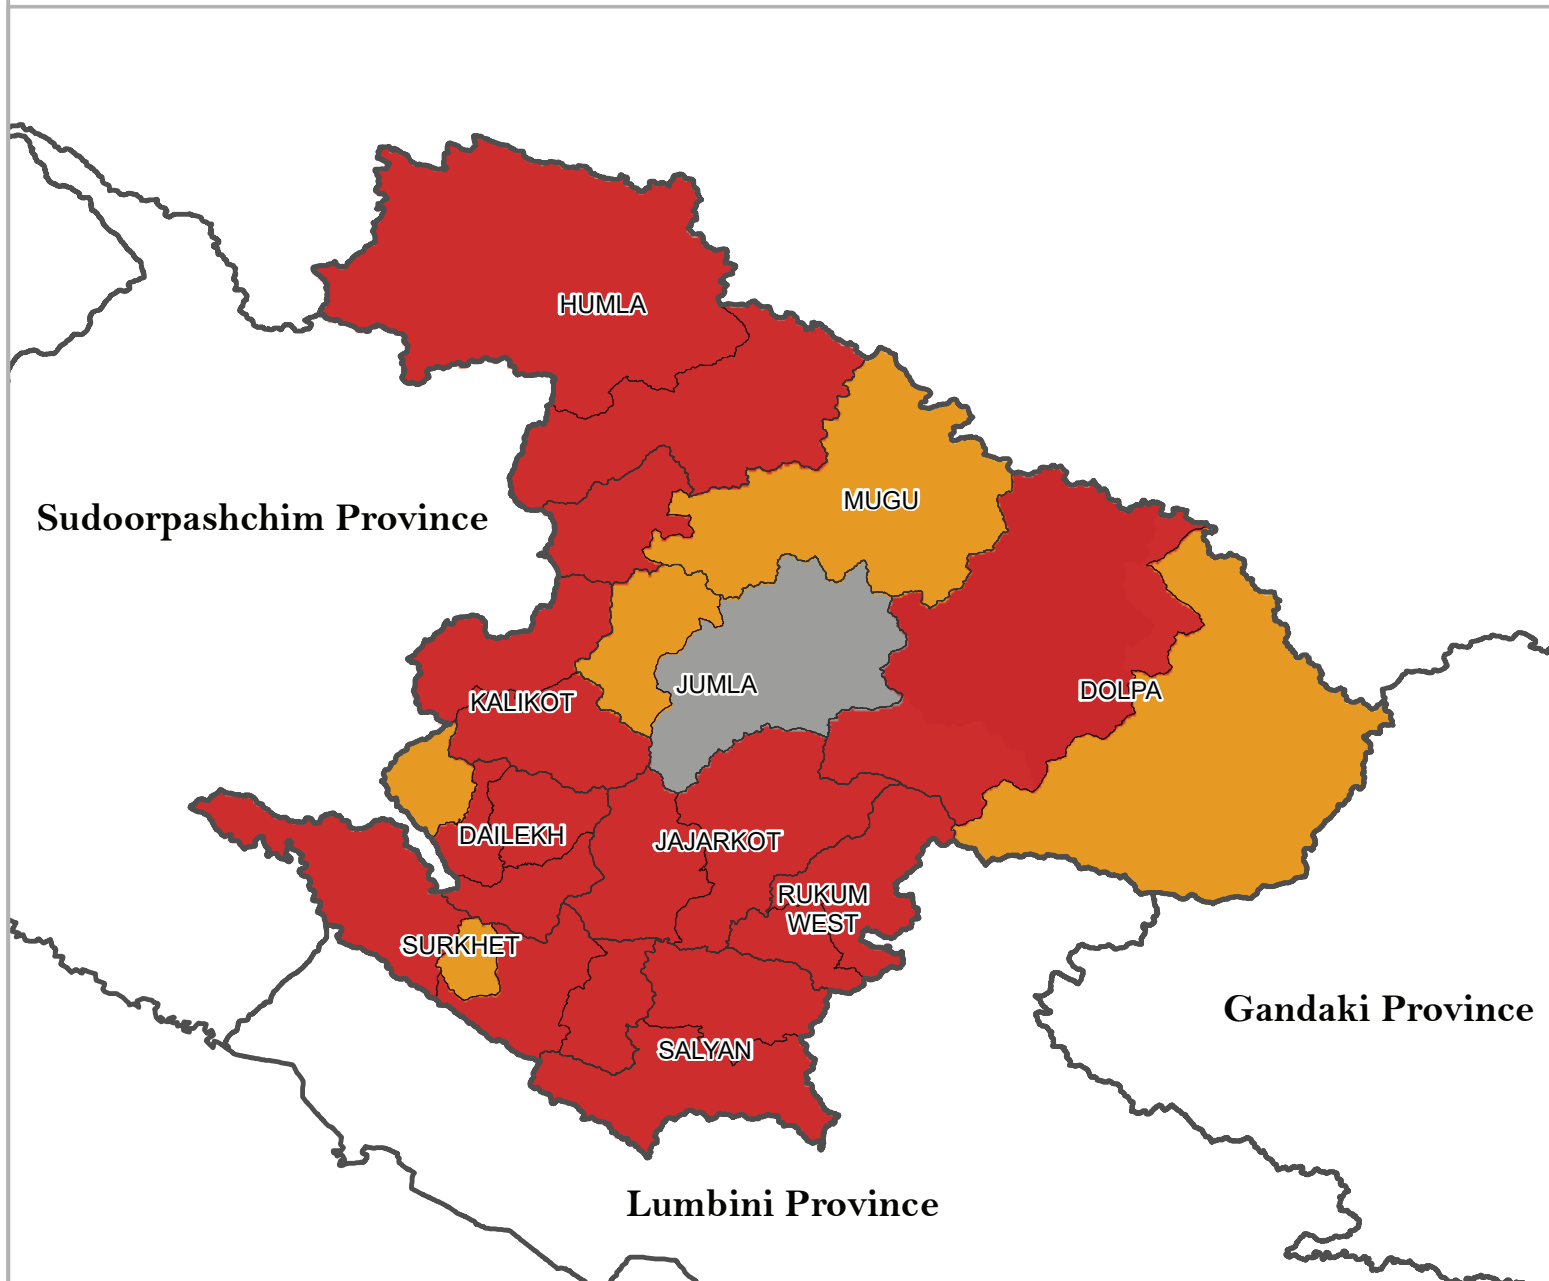 HUMLA
MUGU
Sudoorpashchim Province
JUMLA
DOLPA
KALIKOT
DAILEKH
JAJARKOT
RUKUM
WEST
SURKHET
Gandaki Province
SALYAN
Lumbini Province